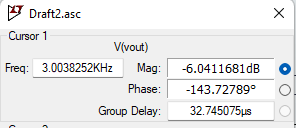 Draft2.asc
Cursor 1
V(vout)
Freq: 3.0038252KHz Mag: -6.0411681dB
Phase: -143.72789°
Group Delay: 32.745075µs